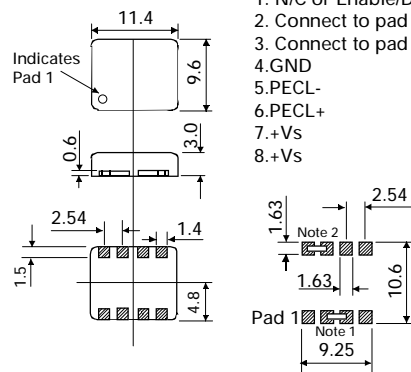 11.4
1. N/C or Enable/D
2. Connect to pad
3. Connect to pad
4.GND
5.PECL-
6.PECL+
7.+Vs
8.+Vs
Indicates
Pad 1
9.6
0.6
3.0
2.54
1.4
1.5
4.8
2.54
1.63
Note 2
1.63
10.6
Pad 1
Note 1
9.25